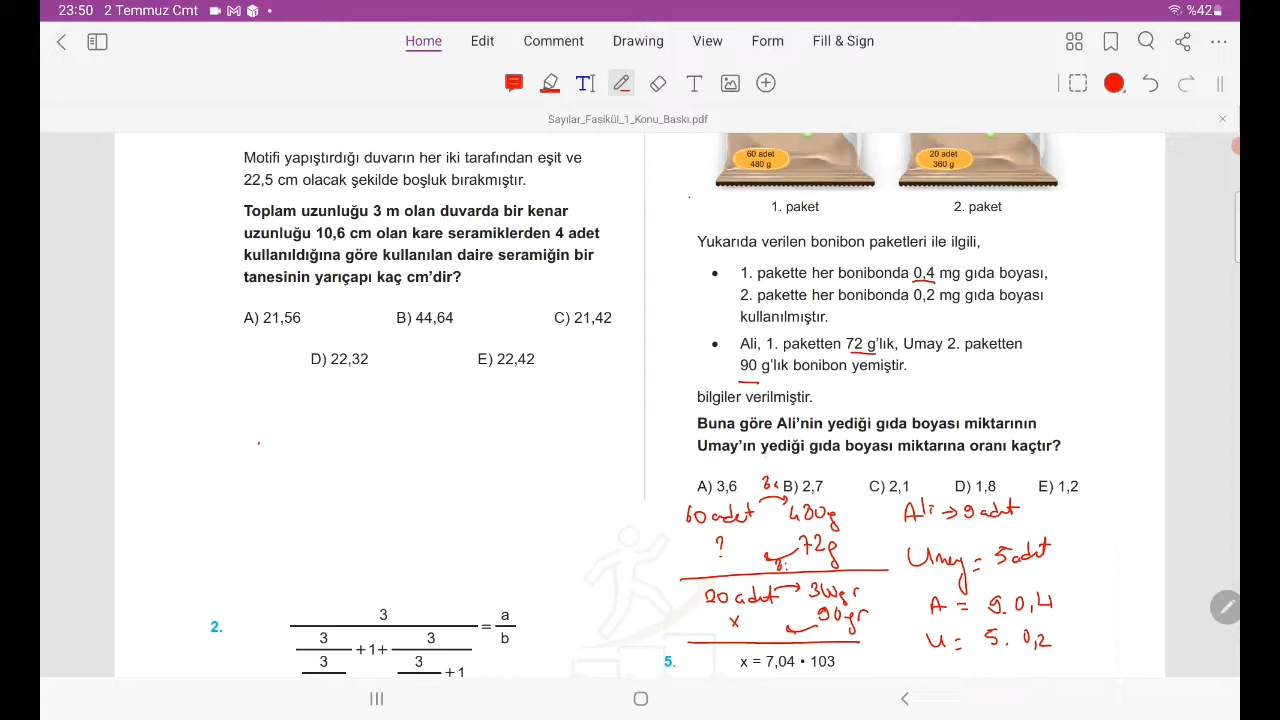 23:50 2 Temmuz Cmt
%42
Home Edit Comment Drawing View Form Fill & Sign
Sayılar_Fasikül_1_Konu_Baskı.pdf
Motifi yapıştırdığı duvarın her iki tarafından eşit ve
22,5 cm olacak şekilde boşluk bırakmıştır.
Toplam uzunluğu 3 m olan duvarda bir kenar
uzunluğu 10,6 cm olan kare seramiklerden 4 adet
kullanıldığına göre kullanılan daire seramiğin bir
tanesinin yarıçapı kaç cm'dir?
A) 21,56 B) 44,64 C) 21,42
D) 22,32 E) 22,42
2.
3
3 3
+1+
3 3
+1
= a
b
60 adet 20 adet
480 g 360 g
1. paket 2. paket
Yukarıda verilen bonibon paketleri ile ilgili,
• 1. pakette her bonibonda 0,4 mg gıda boyası,
2. pakette her bonibonda 0,2 mg gıda boyası
kullanılmıştır.
• Ali, 1. paketten 72 g'lık, Umay 2. paketten
90 g'lık bonibon yemiştir.
bilgiler verilmiştir.
Buna göre Ali'nin yediği gıda boyası miktarının
Umay'ın yediği gıda boyası miktarına oranı kaçtır?
A) 3,6 B) 2,7 C) 2,1 D) 1,8 E) 1,2
60 adet 480g
? 72g
20 adet
x 90gr
Ali → 9 adet
Umay = 5 adet
A = 9.0,4
U = 5.0,2
5. x = 7,04 • 103